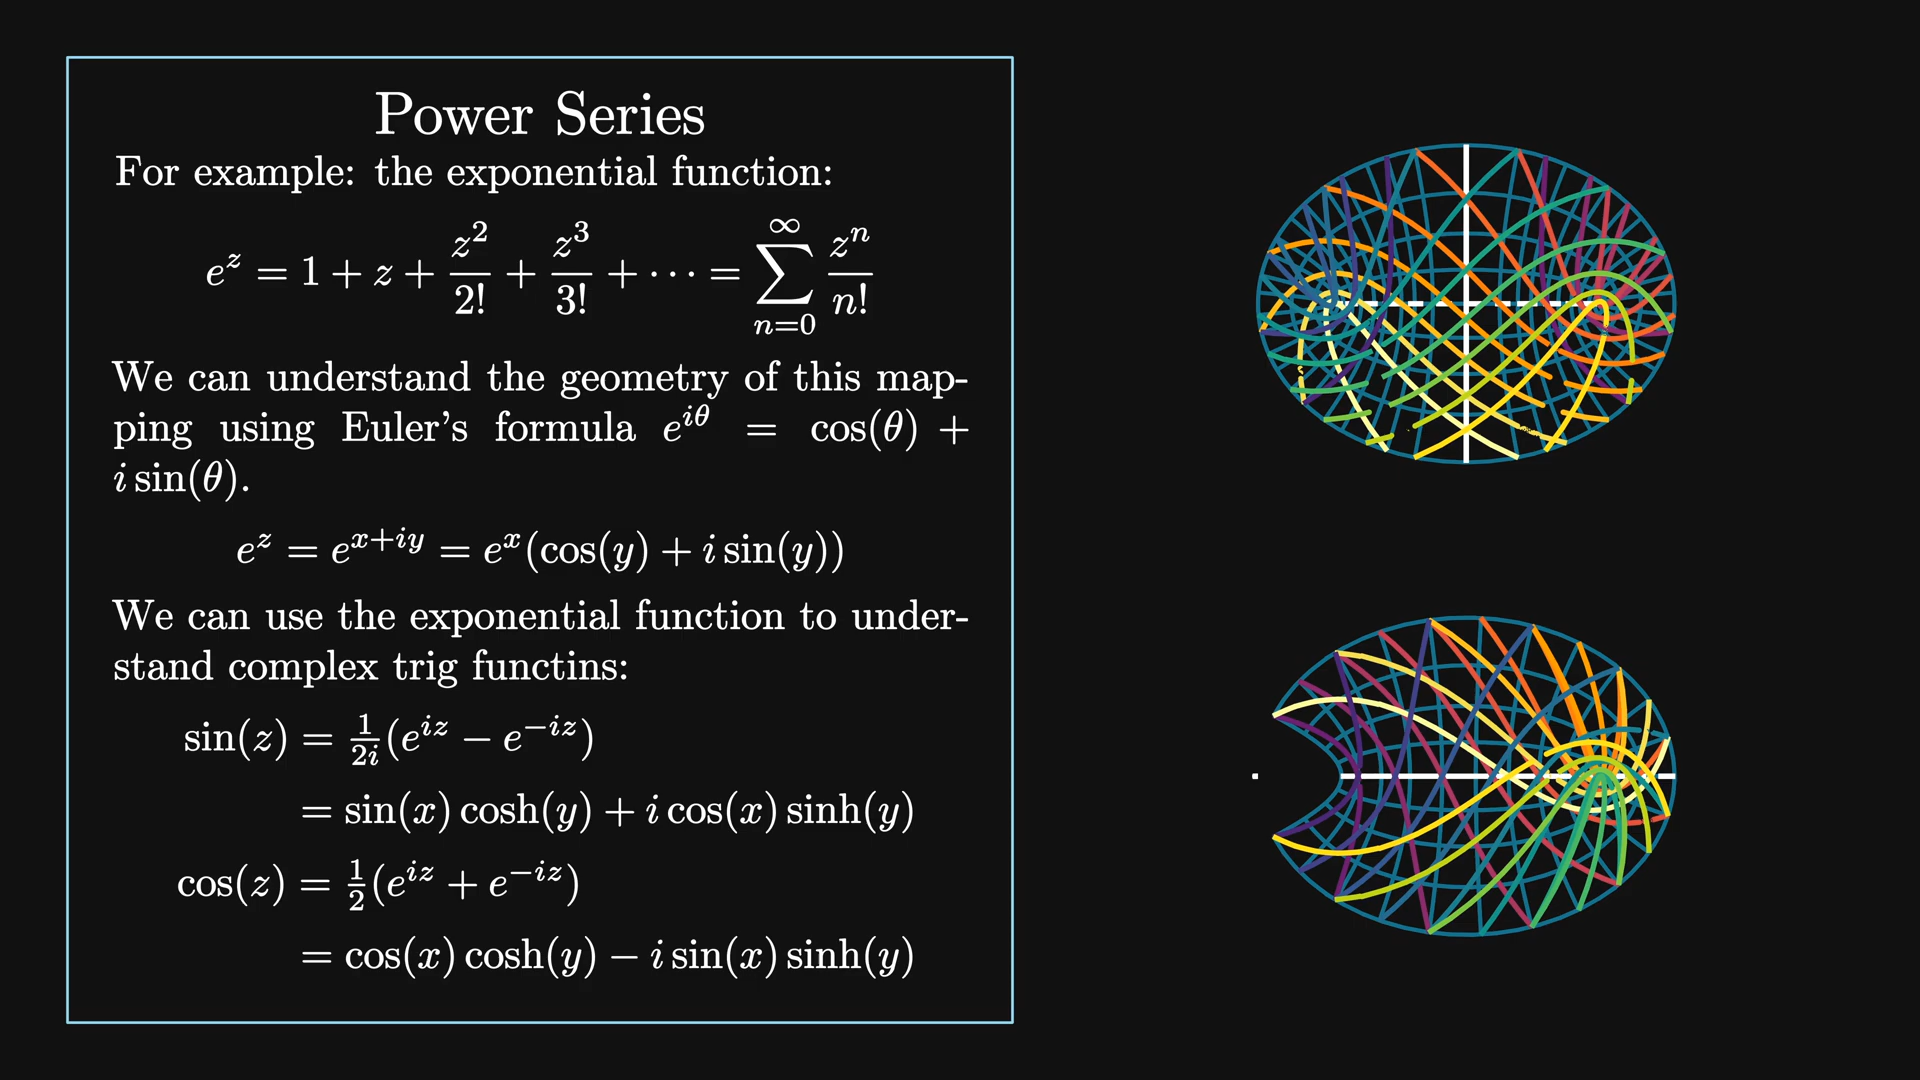 Power Series
For example: the exponential function:
e^z = 1 + z + z^2/2! + z^3/3! + ⋯ = ∑_{n=0}^{∞} z^n/n!
We can understand the geometry of this map-
ping using Euler's formula e^{iθ} = cos(θ) +
i sin(θ).
e^z = e^{x+iy} = e^x(cos(y) + i sin(y))
We can use the exponential function to under-
stand complex trig functins:
sin(z) = 1/2i (e^{iz} − e^{−iz})
= sin(x) cosh(y) + i cos(x) sinh(y)
cos(z) = 1/2 (e^{iz} + e^{−iz})
= cos(x) cosh(y) − i sin(x) sinh(y)